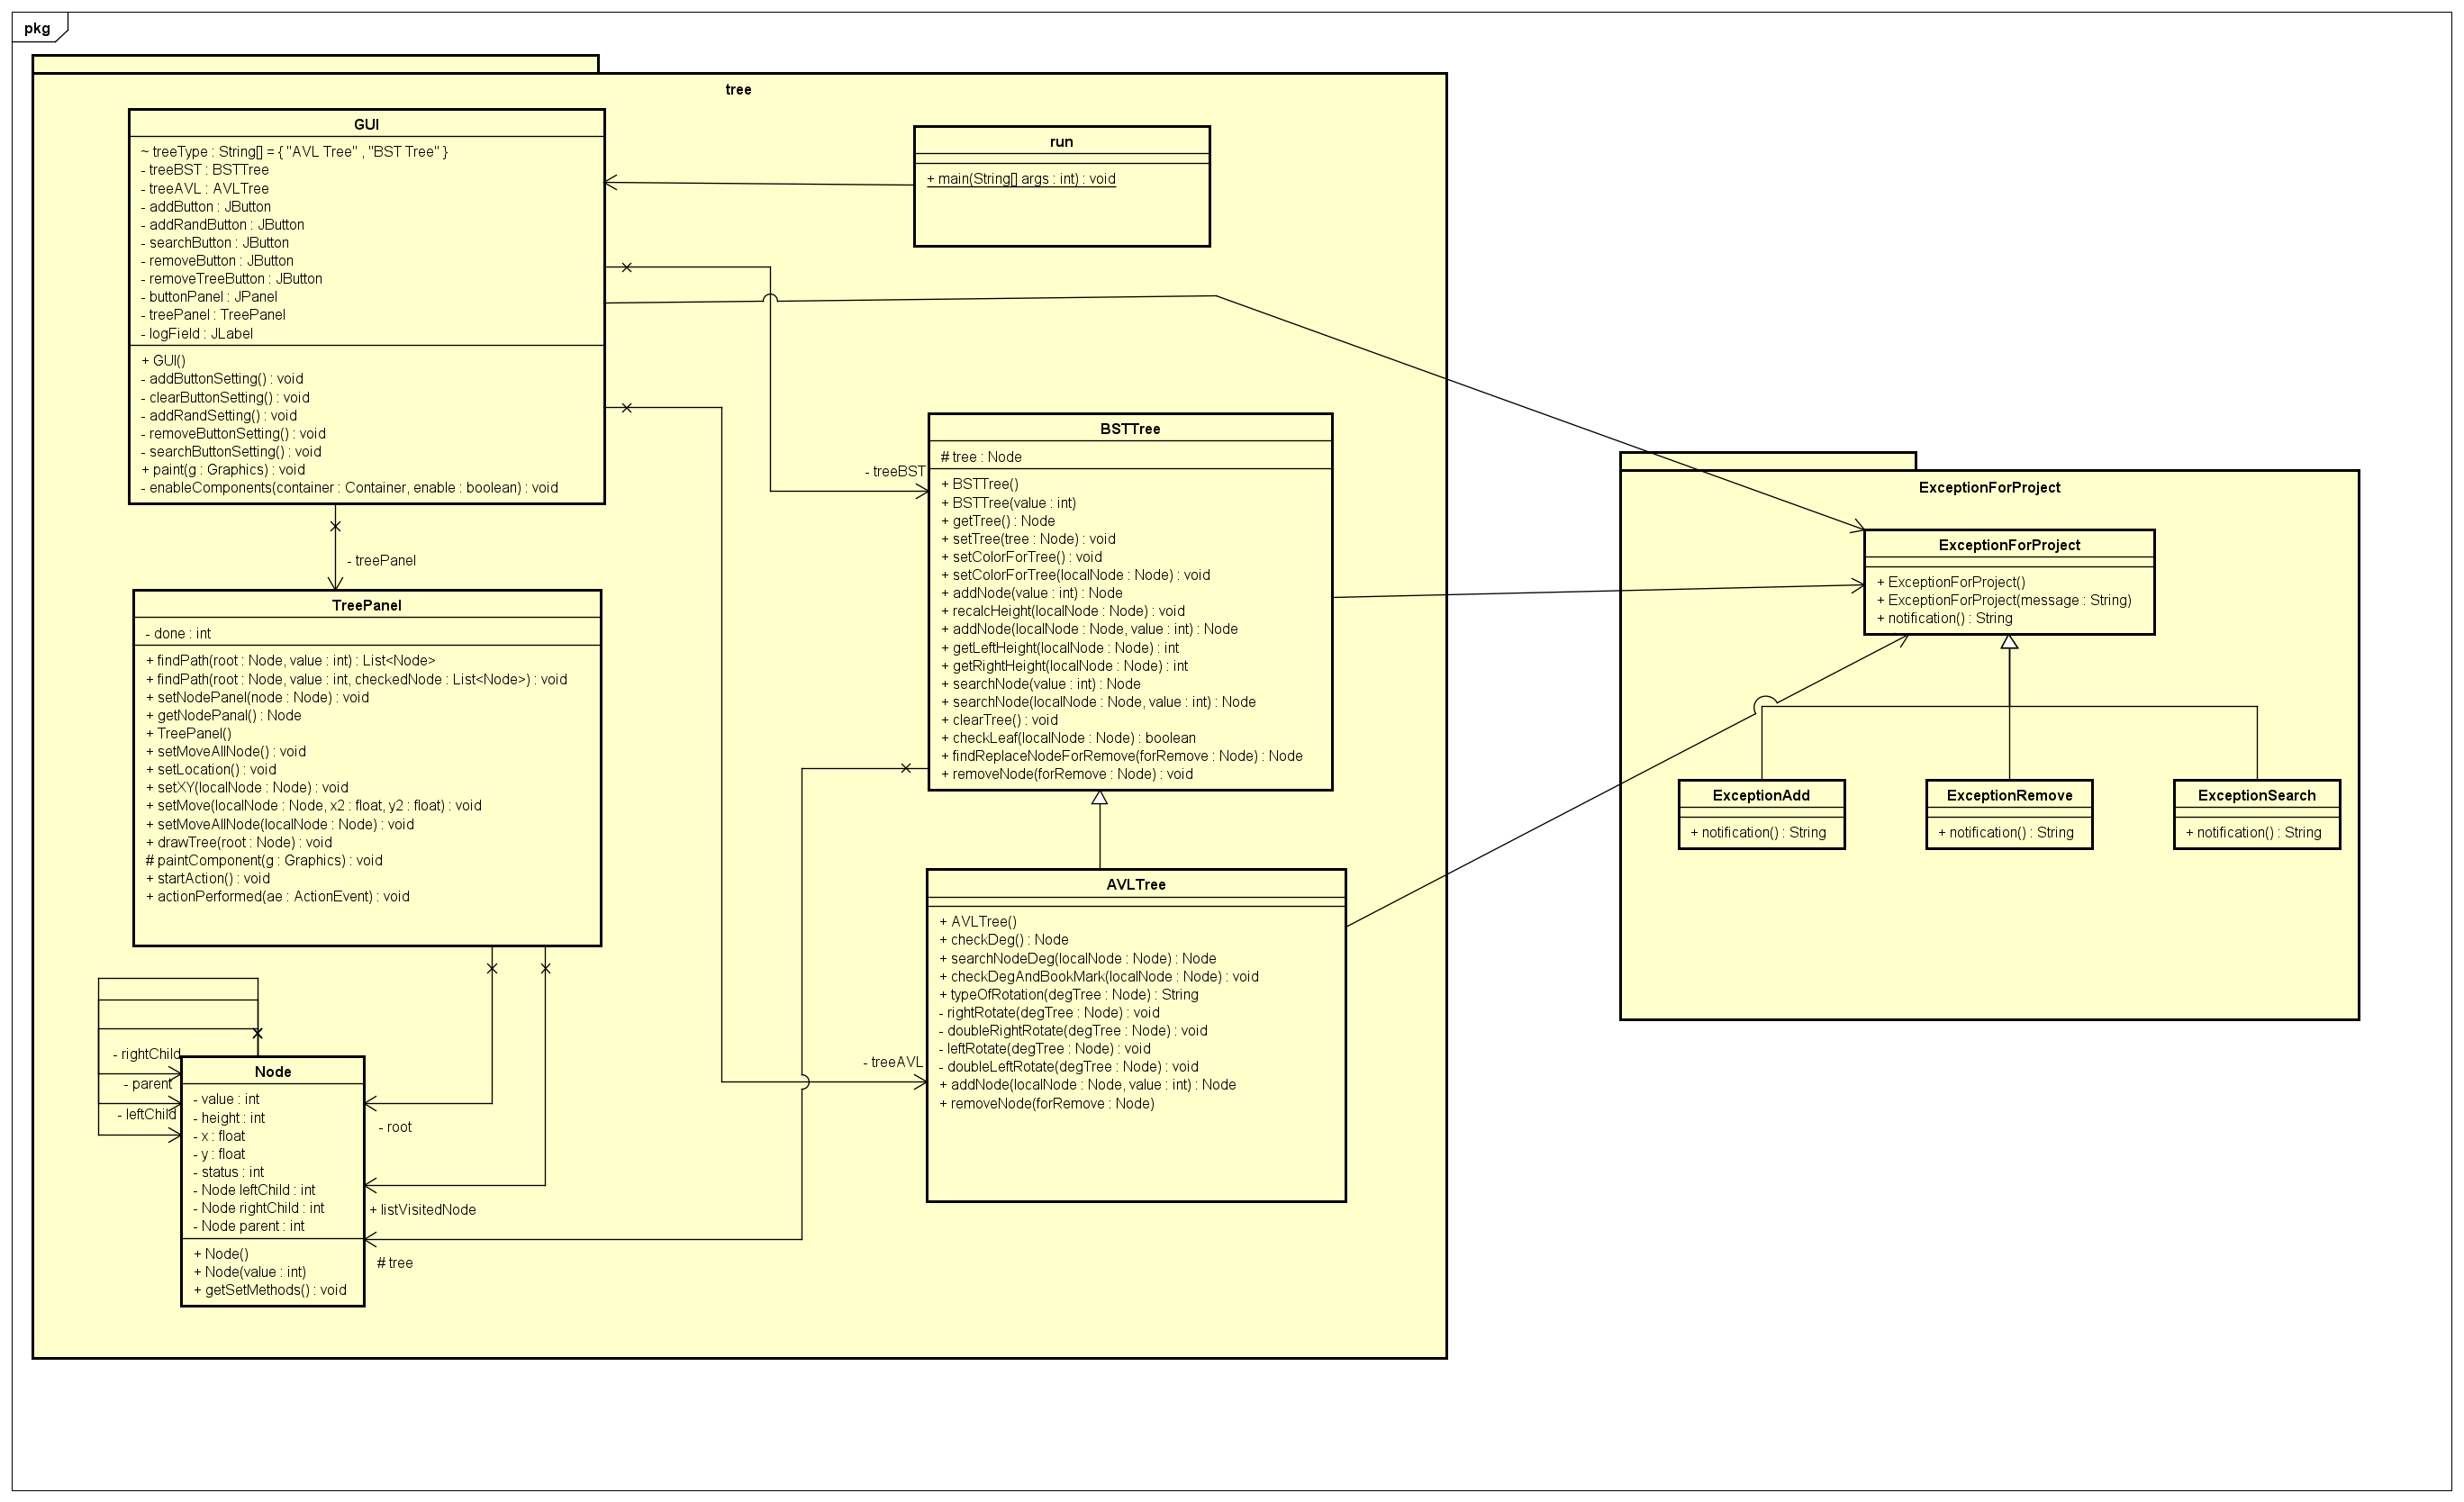 pkg
tree
GUI
~ treeType : String[] = { "AVL Tree" , "BST Tree" }
- treeBST : BSTTree
- treeAVL : AVLTree
- addButton : JButton
- addRandButton : JButton
- searchButton : JButton
- removeButton : JButton
- removeTreeButton : JButton
- buttonPanel : JPanel
- treePanel : TreePanel
- logField : JLabel
+ GUI()
- addButtonSetting() : void
- clearButtonSetting() : void
- addRandSetting() : void
- removeButtonSetting() : void
- searchButtonSetting() : void
+ paint(g : Graphics) : void
- enableComponents(container : Container, enable : boolean) : void
run
+ main(String[] args : int) : void
- treeBST
- treePanel
BSTTree
# tree : Node
+ BSTTree()
+ BSTTree(value : int)
+ getTree() : Node
+ setTree(tree : Node) : void
+ setColorForTree() : void
+ setColorForTree(localNode : Node) : void
+ addNode(value : int) : Node
+ recalcHeight(localNode : Node) : void
+ addNode(localNode : Node, value : int) : Node
+ getLeftHeight(localNode : Node) : int
+ getRightHeight(localNode : Node) : int
+ searchNode(value : int) : Node
+ searchNode(localNode : Node, value : int) : Node
+ clearTree() : void
+ checkLeaf(localNode : Node) : boolean
+ findReplaceNodeForRemove(forRemove : Node) : Node
+ removeNode(forRemove : Node) : void
TreePanel
- done : int
+ findPath(root : Node, value : int) : List<Node>
+ findPath(root : Node, value : int, checkedNode : List<Node>) : void
+ setNodePanel(node : Node) : void
+ getNodePanal() : Node
+ TreePanel()
+ setMoveAllNode() : void
+ setLocation() : void
+ setXY(localNode : Node) : void
+ setMove(localNode : Node, x2 : float, y2 : float) : void
+ setMoveAllNode(localNode : Node) : void
+ drawTree(root : Node) : void
# paintComponent(g : Graphics) : void
+ startAction() : void
+ actionPerformed(ae : ActionEvent) : void
AVLTree
+ AVLTree()
+ checkDeg() : Node
+ searchNodeDeg(localNode : Node) : Node
+ checkDegAndBookMark(localNode : Node) : void
+ typeOfRotation(degTree : Node) : String
- rightRotate(degTree : Node) : void
- doubleRightRotate(degTree : Node) : void
- leftRotate(degTree : Node) : void
- doubleLeftRotate(degTree : Node) : void
+ addNode(localNode : Node, value : int) : Node
+ removeNode(forRemove : Node)
- treeAVL
- rightChild
- parent
- leftChild
Node
- value : int
- height : int
- x : float
- y : float
- status : int
- Node leftChild : int
- Node rightChild : int
- Node parent : int
+ Node()
+ Node(value : int)
+ getSetMethods() : void
- root
+ listVisitedNode
# tree
ExceptionForProject
ExceptionForProject
+ ExceptionForProject()
+ ExceptionForProject(message : String)
+ notification() : String
ExceptionAdd
+ notification() : String
ExceptionRemove
+ notification() : String
ExceptionSearch
+ notification() : String